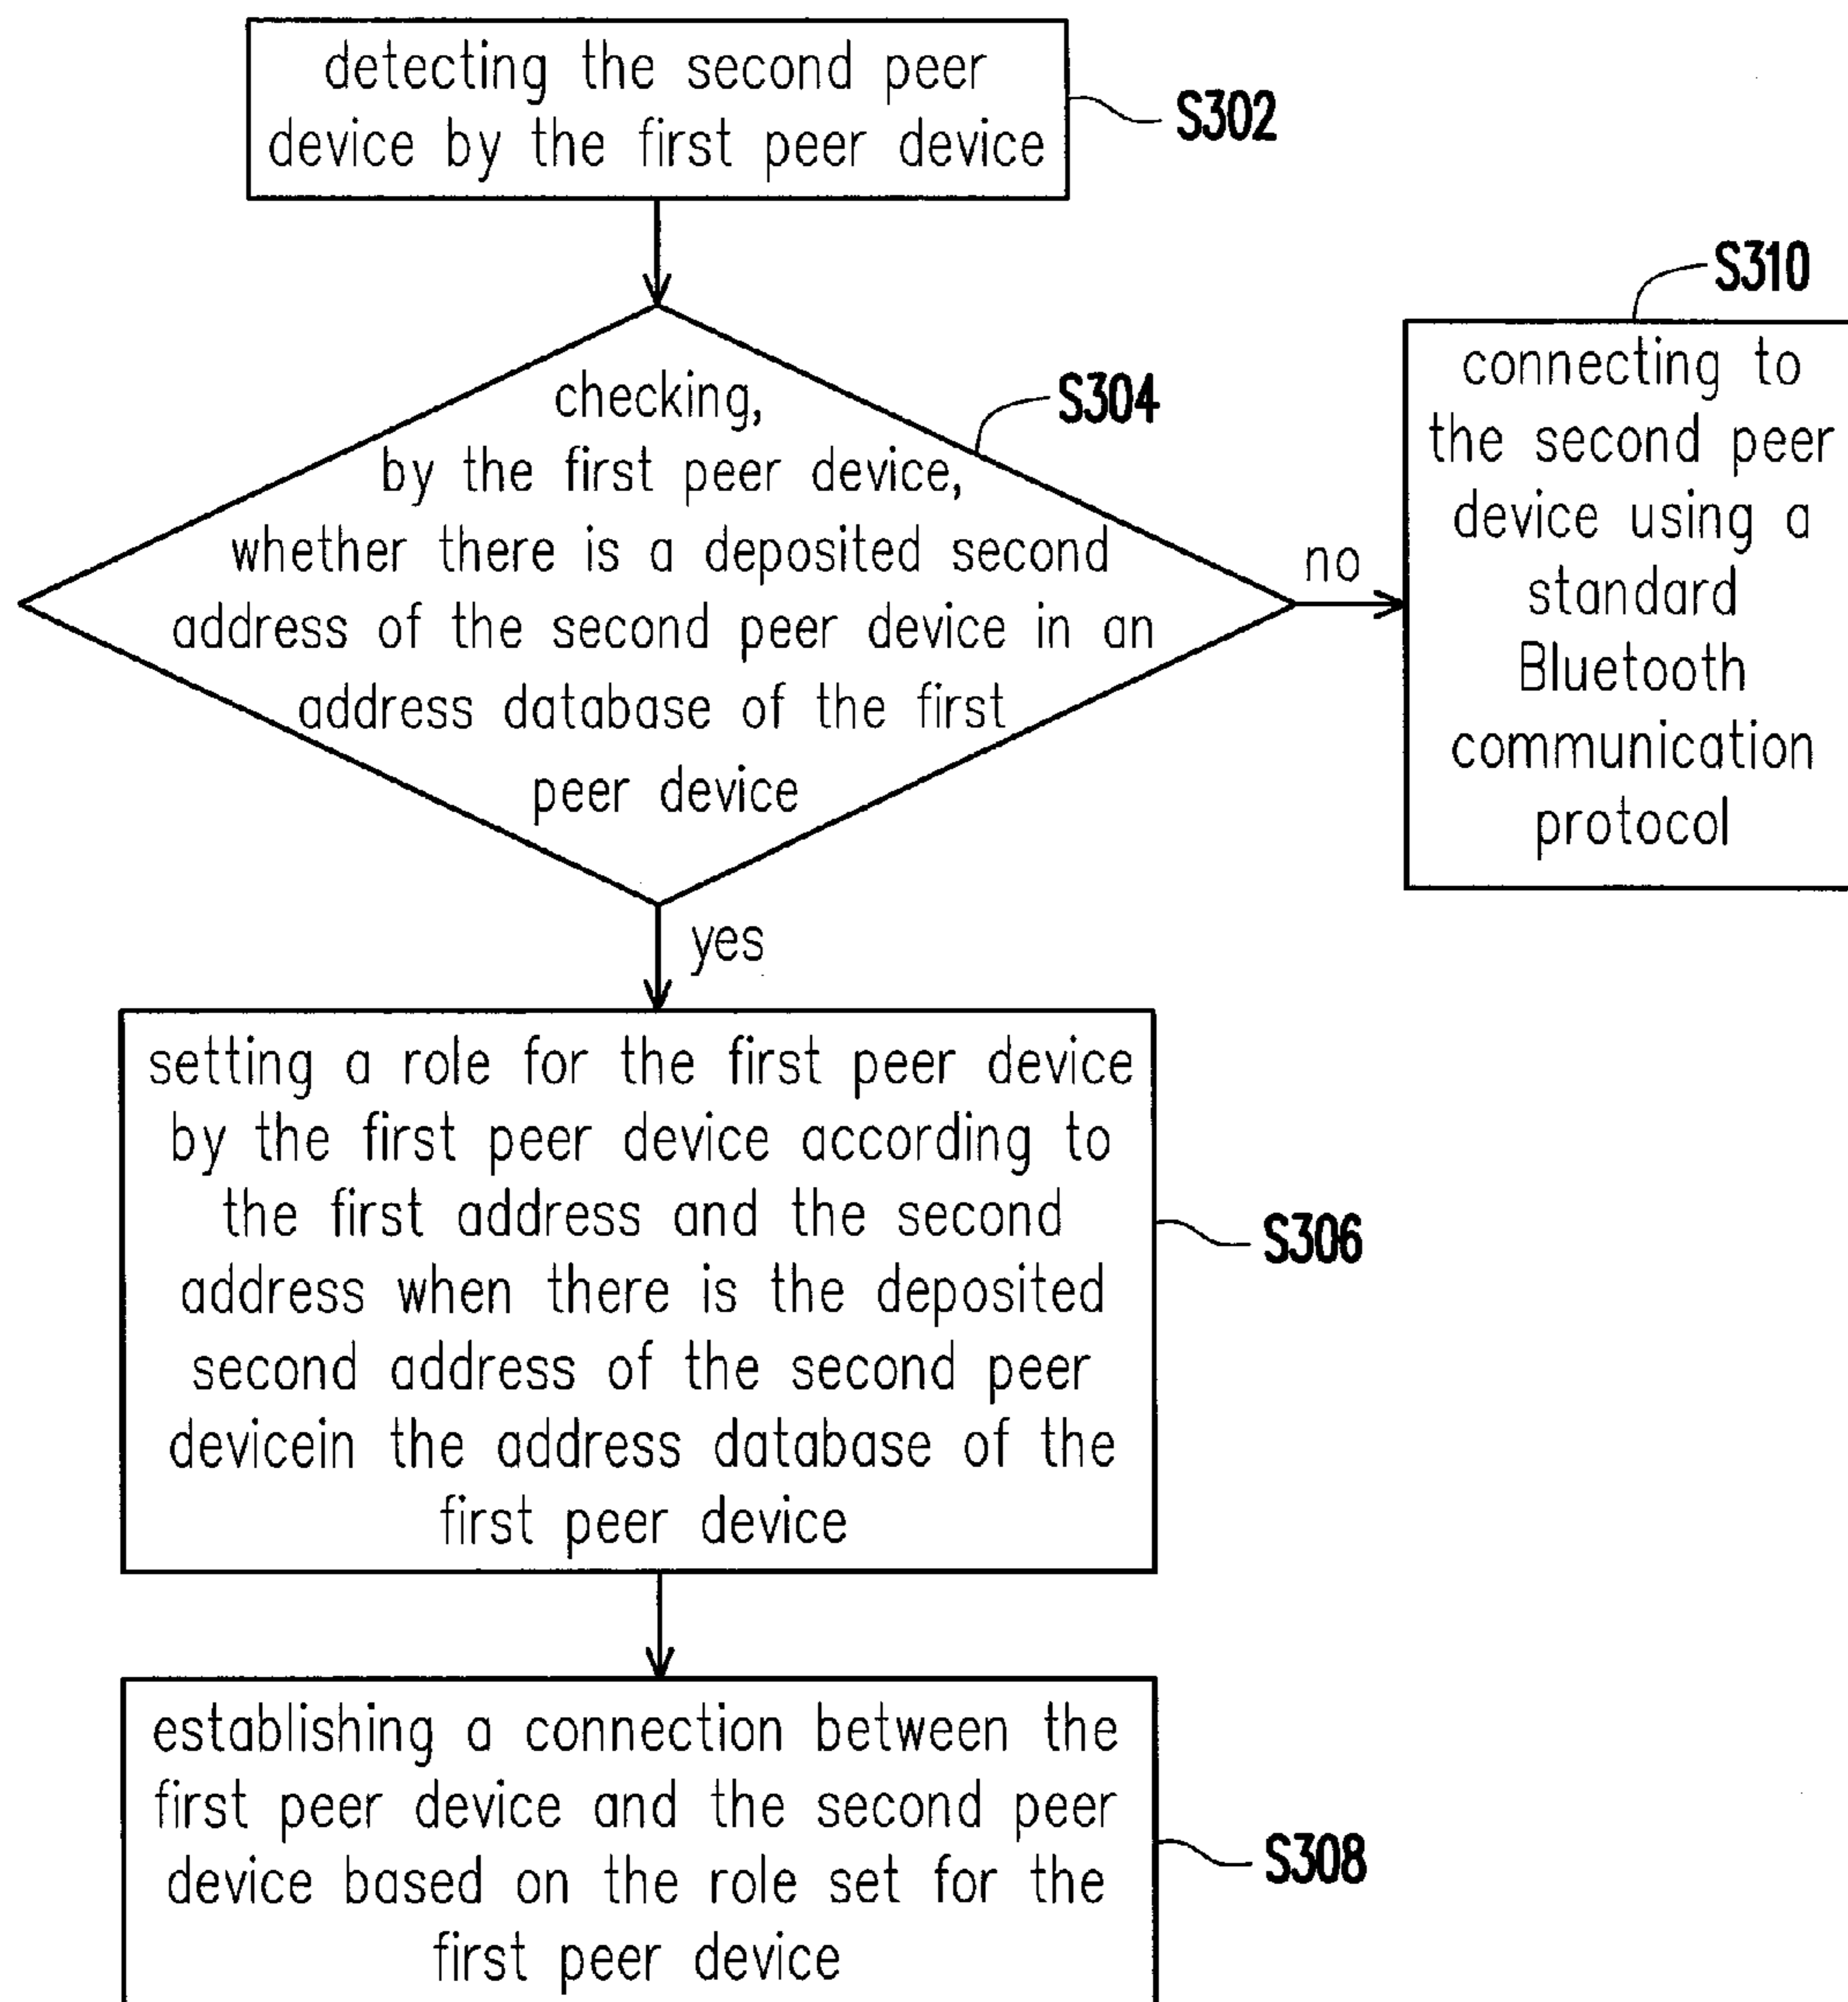 detecting the second peer
device by the first peer device
S302
checking,
by the first peer device,
whether there is a deposited second
address of the second peer device in an
address database of the first
peer device
S304
no
S310
connecting to
the second peer
device using a
standard
Bluetooth
communication
protocol
yes
setting a role for the first peer device
by the first peer device according to
the first address and the second
address when there is the deposited
second address of the second peer
devicein the address database of the
first peer device
S306
establishing a connection between the
first peer device and the second peer
device based on the role set for the
first peer device
S308